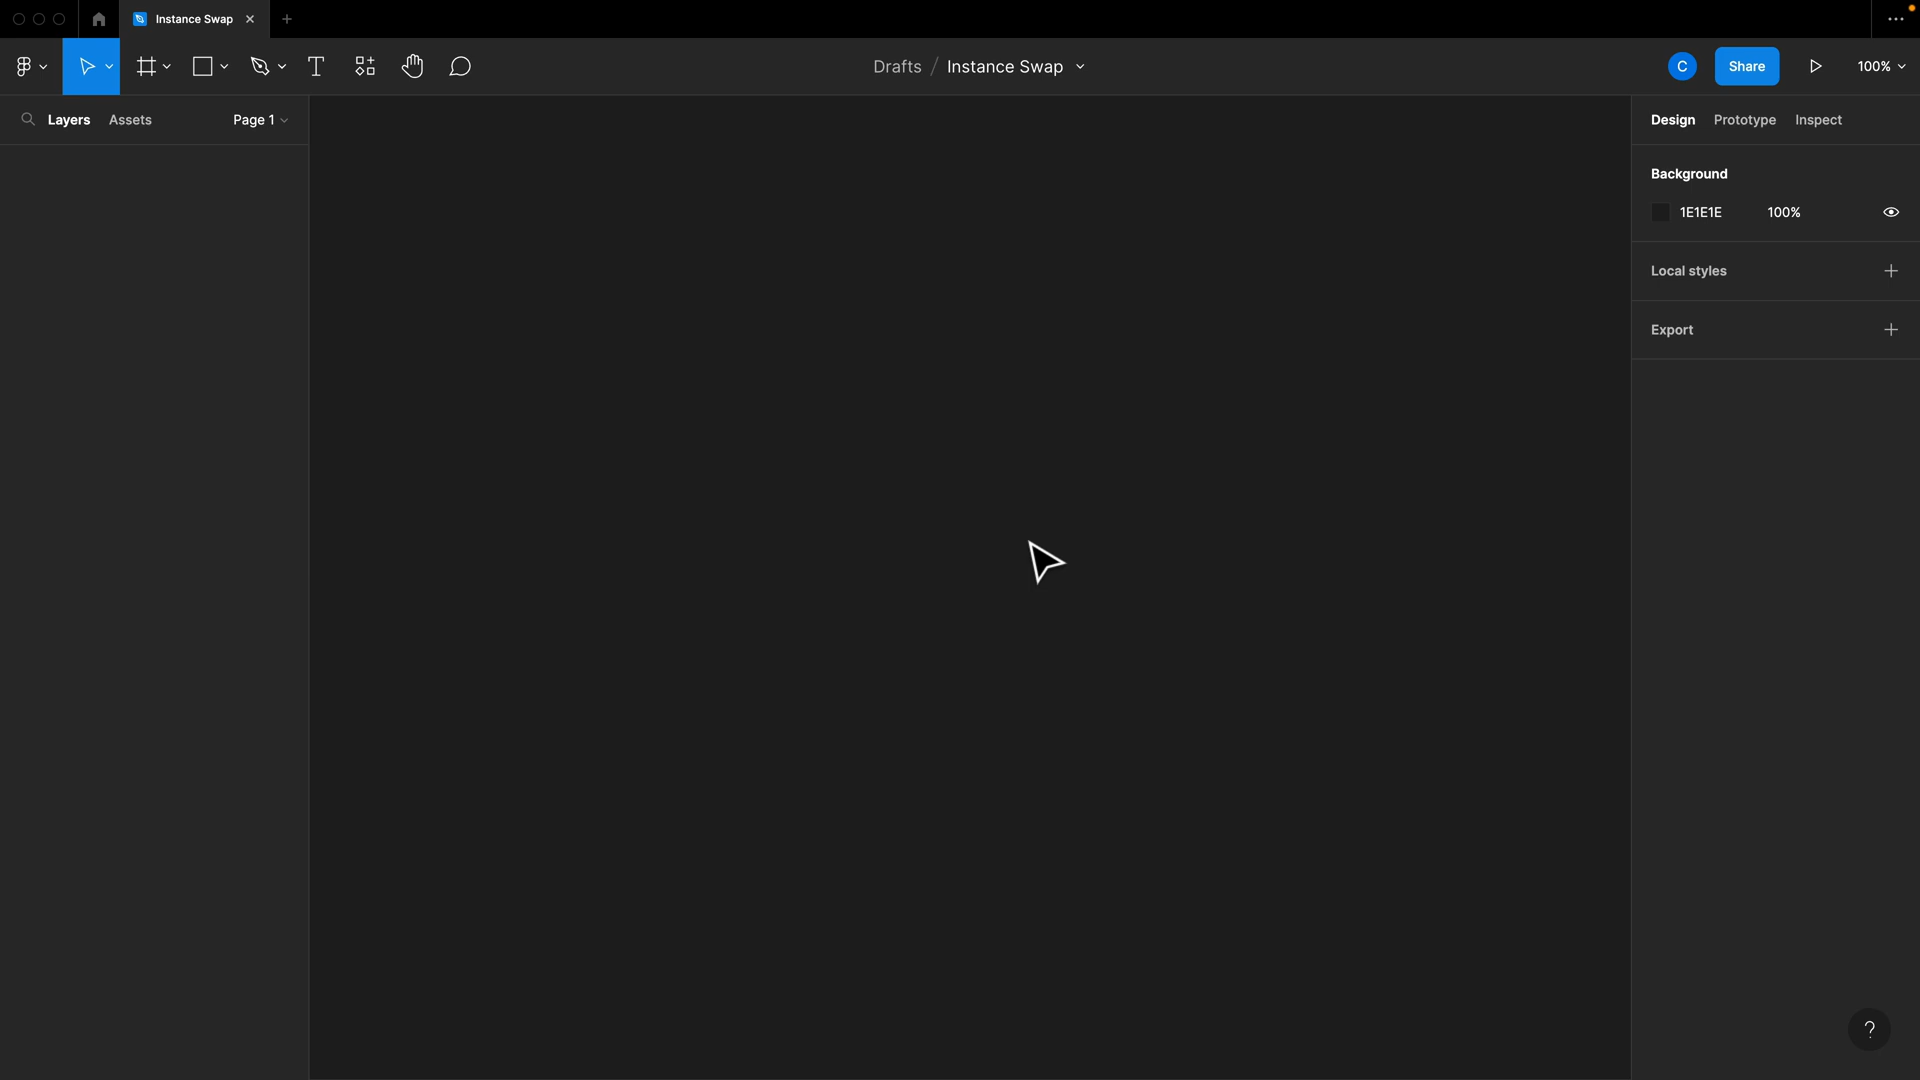 Instance Swap
Drafts / Instance Swap
C
Share
100%
Layers
Assets
Page 1
Design
Prototype
Inspect
Background
1E1E1E
100%
Local styles
Export
?